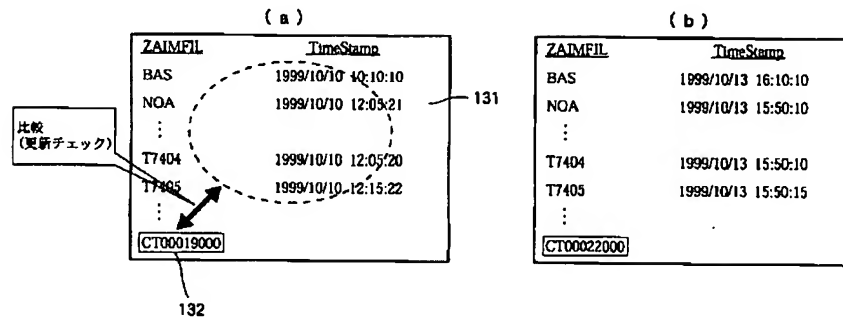 ( a )
ZAIMFIL TimeStamp
BAS 1999/10/10 10:10:10
NOA 1999/10/10 12:05:21
⋮
T7404 1999/10/10 12:05:20
T7405 1999/10/10 12:15:22
⋮
CT00019000
131
132
比較
(更新チェック)
( b )
ZAIMFIL TimeStamp
BAS 1999/10/13 16:10:10
NOA 1999/10/13 15:50:10
⋮
T7404 1999/10/13 15:50:10
T7405 1999/10/13 15:50:15
⋮
CT00022000